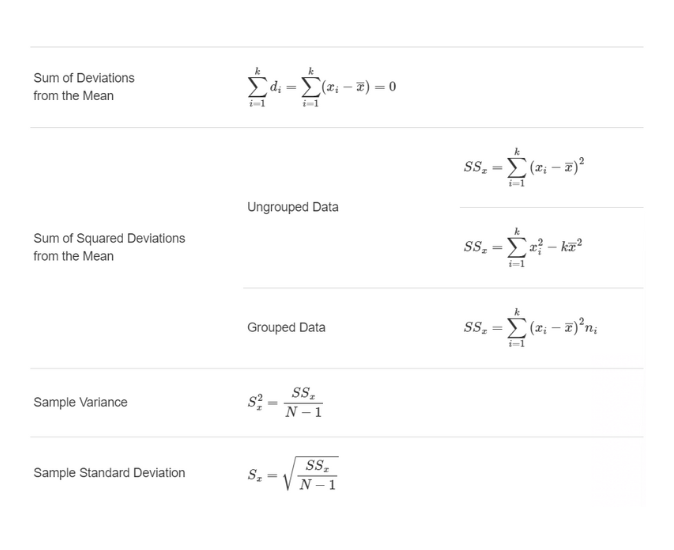 Sum of Deviations
from the Mean
$\sum_{i=1}^{k} d_i = \sum_{i=1}^{k} (x_i - \overline{x}) = 0$
Sum of Squared Deviations
from the Mean
Ungrouped Data
$SS_x = \sum_{i=1}^{k} (x_i - \overline{x})^2$
$SS_x = \sum_{i=1}^{k} x_i^2 - k\overline{x}^2$
Grouped Data
$SS_x = \sum_{i=1}^{k} (x_i - \overline{x})^2 n_i$
Sample Variance
$S_x^2 = \frac{SS_x}{N-1}$
Sample Standard Deviation
$S_x = \sqrt{\frac{SS_x}{N-1}}$